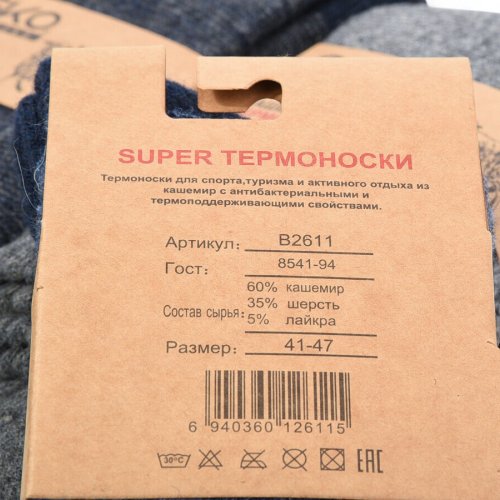 SUPER ТЕРМОНОСКИ
Термоноски для спорта,туризма и активного отдыха из
кашемир с антибактериальными и
термоподдерживающими свойствами.
Артикул: B2611
Гост: 8541-94
Состав сырья: 60% кашемир
35% шерсть
5% лайкра
Размер: 41-47
6 940360 126115
30°C EAC